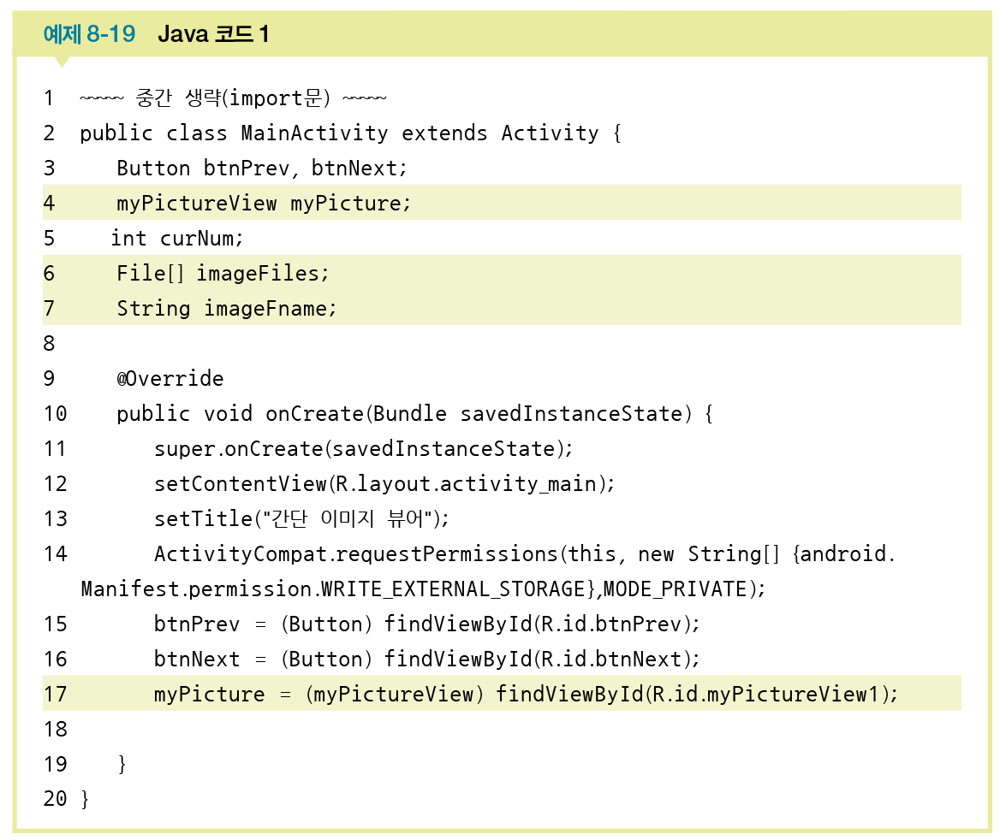 예제 8-19 Java 코드 1
1 ~~~~~ 중간 생략(import문) ~~~~~
2 public class MainActivity extends Activity {
3 Button btnPrev, btnNext;
4 myPictureView myPicture;
5 int curNum;
6 File[] imageFiles;
7 String imageFname;
8
9 @Override
10 public void onCreate(Bundle savedInstanceState) {
11 super.onCreate(savedInstanceState);
12 setContentView(R.layout.activity_main);
13 setTitle("간단 이미지 뷰어");
14 ActivityCompat.requestPermissions(this, new String[] {android.
Manifest.permission.WRITE_EXTERNAL_STORAGE},MODE_PRIVATE);
15 btnPrev = (Button) findViewById(R.id.btnPrev);
16 btnNext = (Button) findViewById(R.id.btnNext);
17 myPicture = (myPictureView) findViewById(R.id.myPictureView1);
18
19 }
20 }